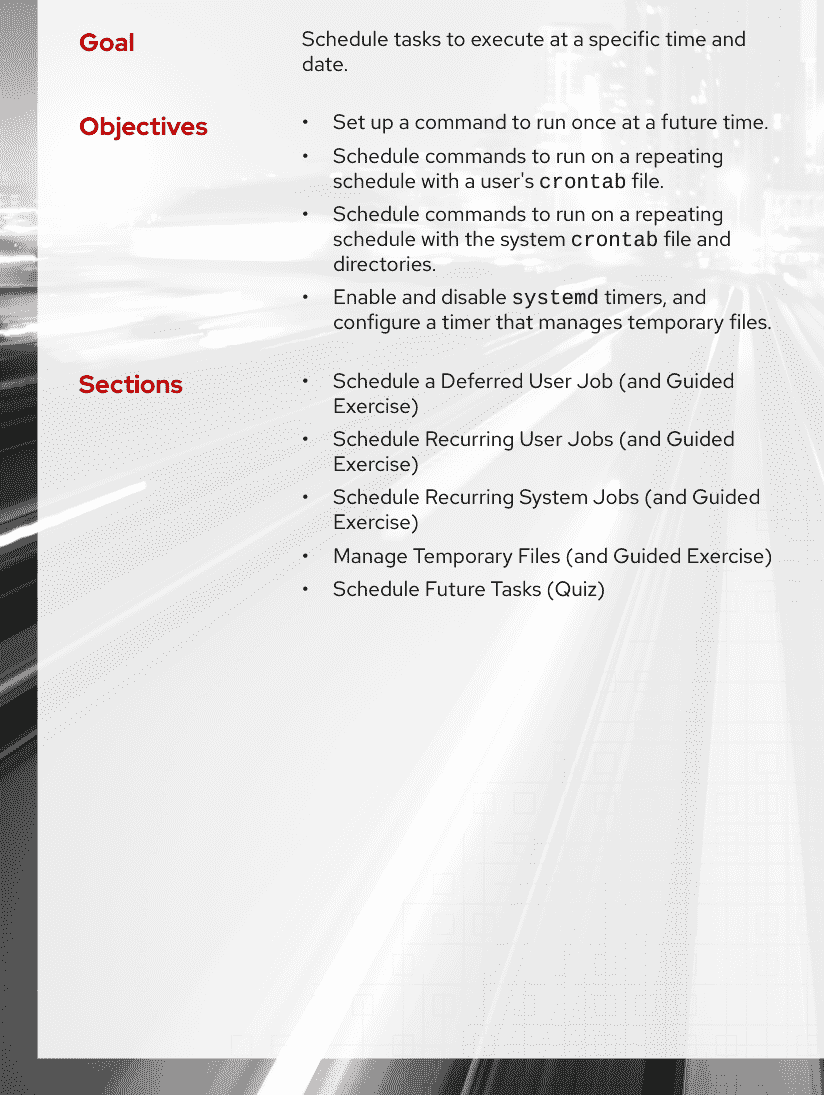 Goal
Schedule tasks to execute at a specific time and
date.
Objectives
• Set up a command to run once at a future time.
• Schedule commands to run on a repeating
schedule with a user's crontab file.
• Schedule commands to run on a repeating
schedule with the system crontab file and
directories.
• Enable and disable systemd timers, and
configure a timer that manages temporary files.
Sections
• Schedule a Deferred User Job (and Guided
Exercise)
• Schedule Recurring User Jobs (and Guided
Exercise)
• Schedule Recurring System Jobs (and Guided
Exercise)
• Manage Temporary Files (and Guided Exercise)
• Schedule Future Tasks (Quiz)